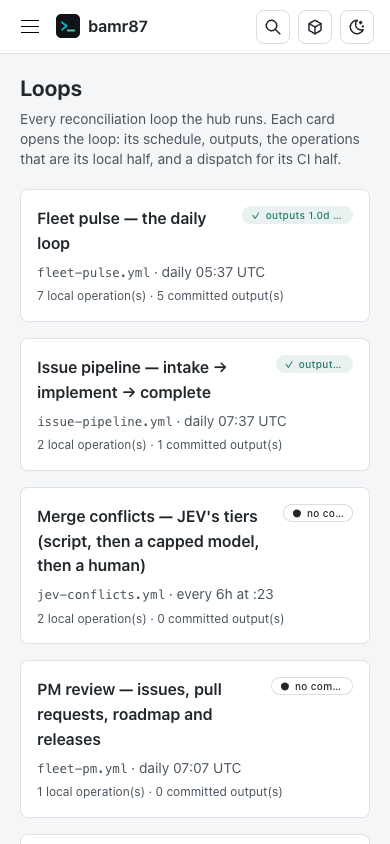 bamr87
Loops
Every reconciliation loop the hub runs. Each card
opens the loop: its schedule, outputs, the operations
that are its local half, and a dispatch for its CI half.
Fleet pulse — the daily
loop
✓ outputs 1.0d ...
fleet-pulse.yml · daily 05:37 UTC
7 local operation(s) · 5 committed output(s)
Issue pipeline — intake →
implement → complete
✓ output...
issue-pipeline.yml · daily 07:37 UTC
2 local operation(s) · 1 committed output(s)
Merge conflicts — JEV's tiers
(script, then a capped model,
then a human)
● no co...
jev-conflicts.yml · every 6h at :23
2 local operation(s) · 0 committed output(s)
PM review — issues, pull
requests, roadmap and
releases
● no com...
fleet-pm.yml · daily 07:07 UTC
1 local operation(s) · 0 committed output(s)